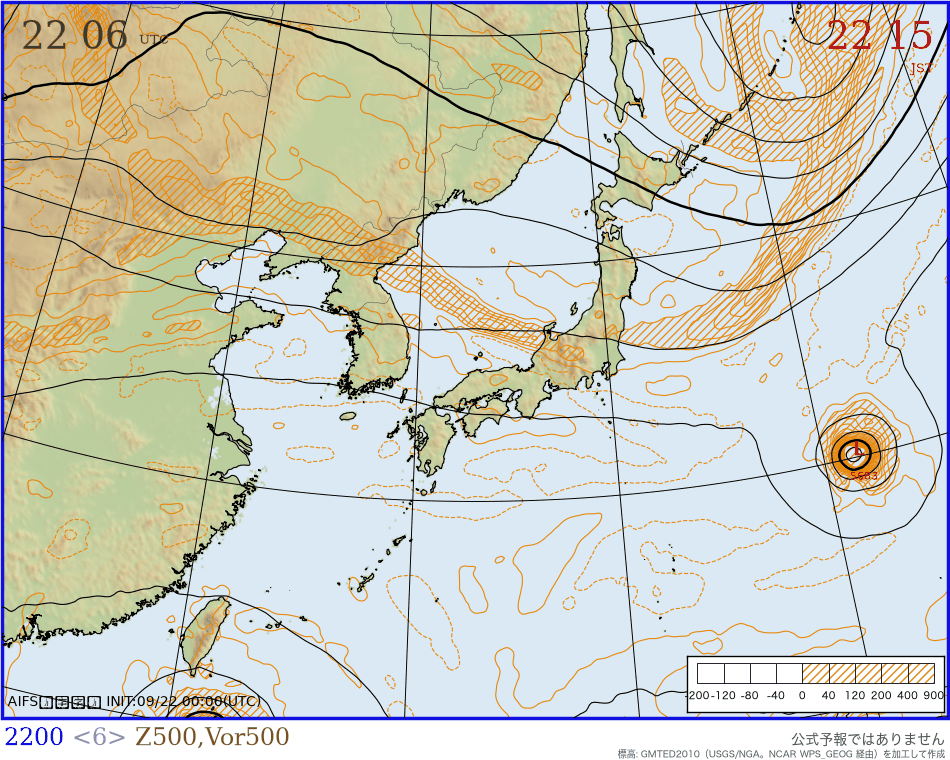 22 06 UTC
22 15
JST
L
5683
-200 -120 -80 -40 0 40 120 200 400 900
AIFS INIT:09/22 00:00(UTC)
2200 <6> Z500,Vor500
公式予報ではありません
標高: GMTED2010（USGS/NGA。NCAR WPS_GEOG 経由）を加工して作成